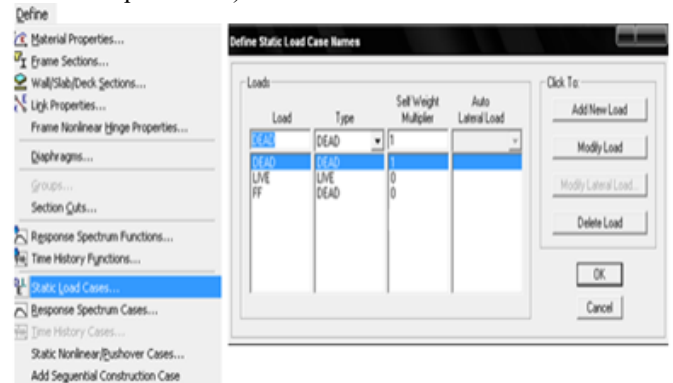 Define
Material Properties...
Frame Sections...
Wall/Slab/Deck Sections...
Link Properties...
Frame Nonlinear Hinge Properties...
Diaphragms...
Groups...
Section Cuts...
Response Spectrum Functions...
Time History Functions...
Static Load Cases...
Response Spectrum Cases...
Time History Cases...
Static Nonlinear/Pushover Cases...
Add Sequential Construction Case
Define Static Load Case Names
Loads
Load Type Self Weight Multiplier Auto Lateral Load
DEAD DEAD 1
DEAD DEAD 1
LIVE LIVE 0
FF DEAD 0
Click To:
Add New Load
Modify Load
Modify Lateral Load...
Delete Load
OK
Cancel